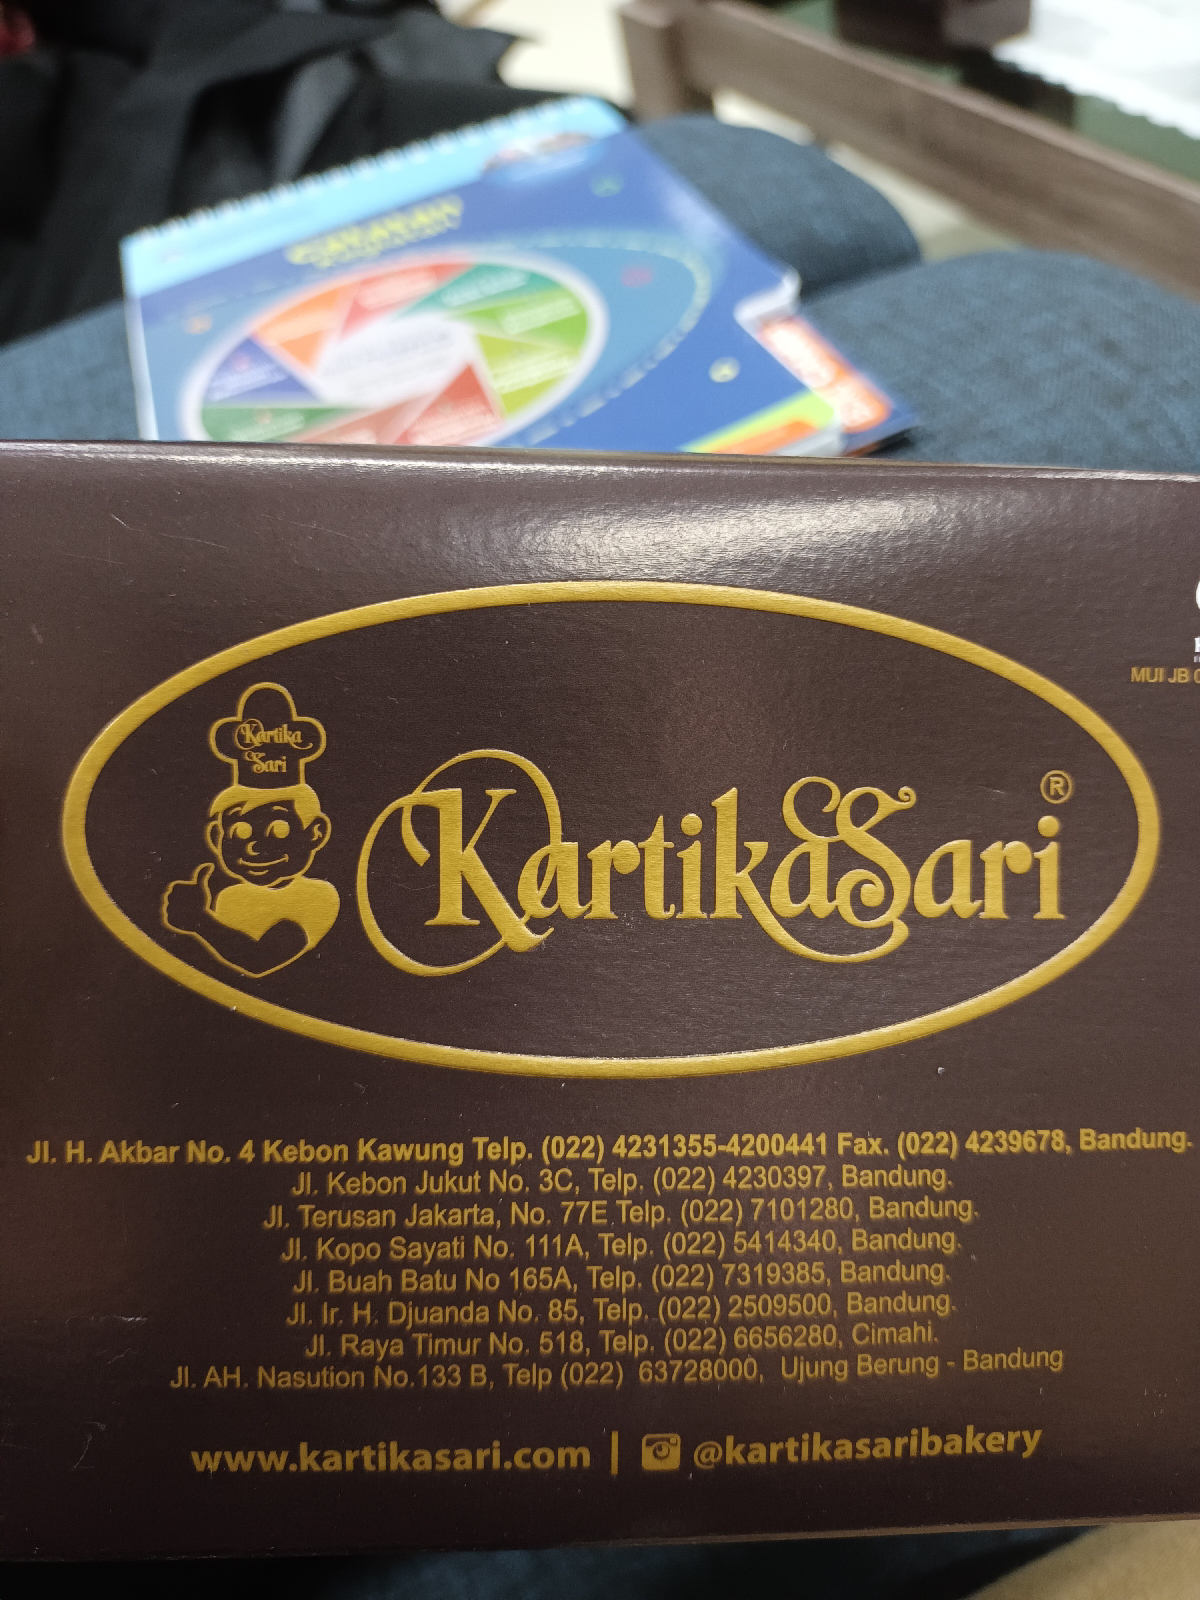 MUI JB
Kartika
Sari
KartikaSari®
Jl. H. Akbar No. 4 Kebon Kawung Telp. (022) 4231355-4200441 Fax. (022) 4239678, Bandung.
Jl. Kebon Jukut No. 3C, Telp. (022) 4230397, Bandung.
Jl. Terusan Jakarta, No. 77E Telp. (022) 7101280, Bandung.
Jl. Kopo Sayati No. 111A, Telp. (022) 5414340, Bandung.
Jl. Buah Batu No 165A, Telp. (022) 7319385, Bandung.
Jl. Ir. H. Djuanda No. 85, Telp. (022) 2509500, Bandung.
Jl. Raya Timur No. 518, Telp. (022) 6656280, Cimahi.
Jl. AH. Nasution No.133 B, Telp (022) 63728000, Ujung Berung - Bandung
www.kartikasari.com | @kartikasaribakery